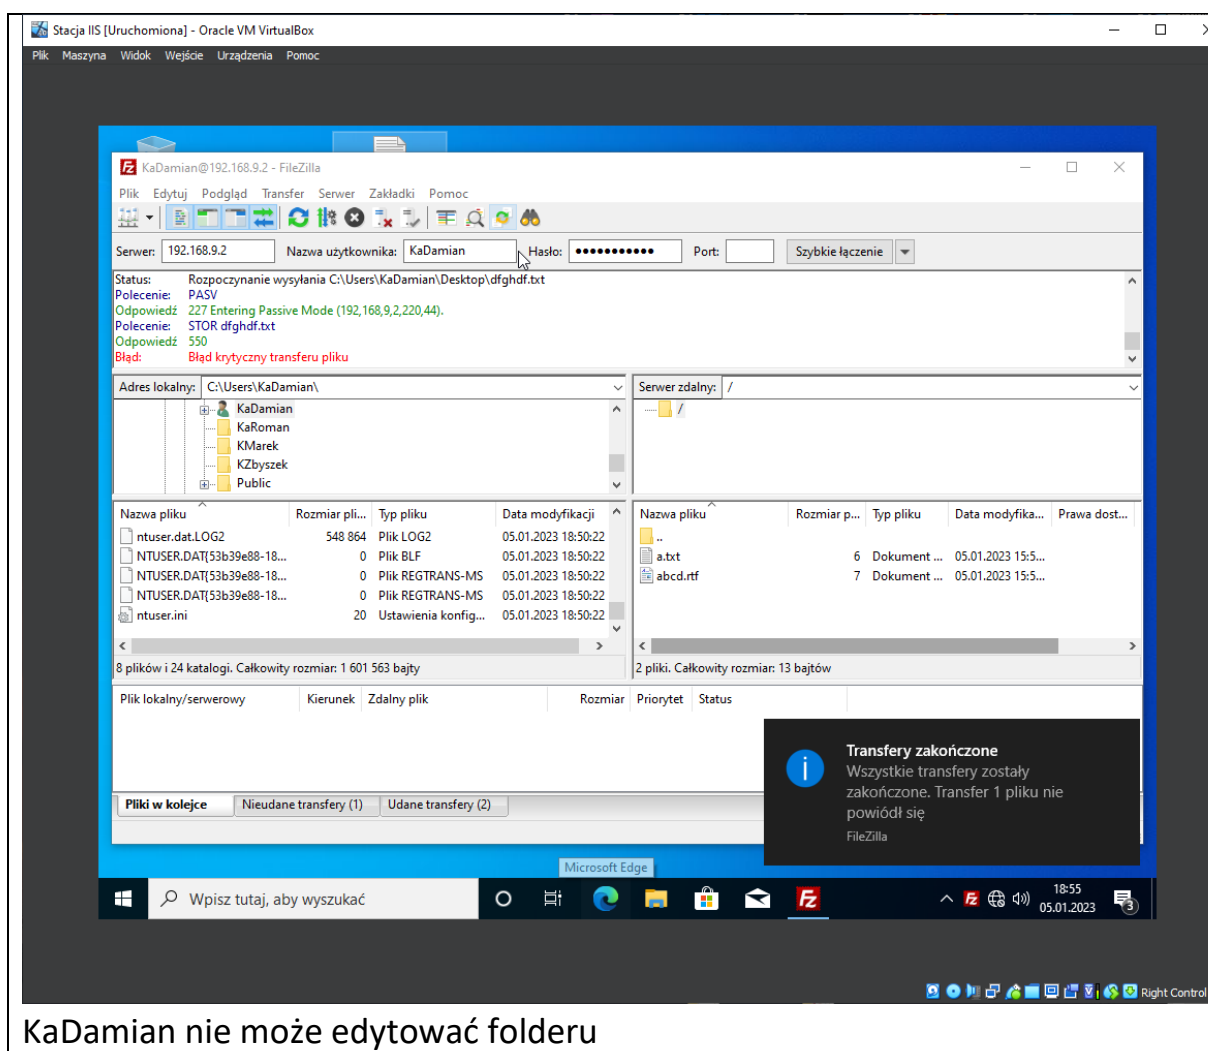 Stacja IIS [Uruchomiona] - Oracle VM VirtualBox
Plik Maszyna Widok Wejście Urządzenia Pomoc
KaDamian@192.168.9.2 - FileZilla
Plik Edytuj Podgląd Transfer Serwer Zakładki Pomoc
Serwer: 192.168.9.2 Nazwa użytkownika: KaDamian Hasło: ●●●●●●●●●●● Port: Szybkie łączenie
Status: Rozpoczynanie wysyłania C:\Users\KaDamian\Desktop\dfghdf.txt
Polecenie: PASV
Odpowiedź 227 Entering Passive Mode (192,168,9,2,220,44).
Polecenie: STOR dfghdf.txt
Odpowiedź 550
Błąd: Błąd krytyczny transferu pliku
Adres lokalny: C:\Users\KaDamian\
KaDamian
KaRoman
KMarek
KZbyszek
Public
Serwer zdalny: /
/
Nazwa pliku Rozmiar pli... Typ pliku Data modyfikacji
ntuser.dat.LOG2 548 864 Plik LOG2 05.01.2023 18:50:22
NTUSER.DAT{53b39e88-18... 0 Plik BLF 05.01.2023 18:50:22
NTUSER.DAT{53b39e88-18... 0 Plik REGTRANS-MS 05.01.2023 18:50:22
NTUSER.DAT{53b39e88-18... 0 Plik REGTRANS-MS 05.01.2023 18:50:22
ntuser.ini 20 Ustawienia konfig... 05.01.2023 18:50:22
8 plików i 24 katalogi. Całkowity rozmiar: 1 601 563 bajty
Nazwa pliku Rozmiar p... Typ pliku Data modyfika... Prawa dost...
..
a.txt 6 Dokument ... 05.01.2023 15:5...
abcd.rtf 7 Dokument ... 05.01.2023 15:5...
2 pliki. Całkowity rozmiar: 13 bajtów
Plik lokalny/serwerowy Kierunek Zdalny plik Rozmiar Priorytet Status
Transfery zakończone
Wszystkie transfery zostały
zakończone. Transfer 1 pliku nie
powiódł się
FileZilla
Pliki w kolejce Nieudane transfery (1) Udane transfery (2)
Microsoft Edge
Wpisz tutaj, aby wyszukać
18:55
05.01.2023
3
Right Control
KaDamian nie może edytować folderu